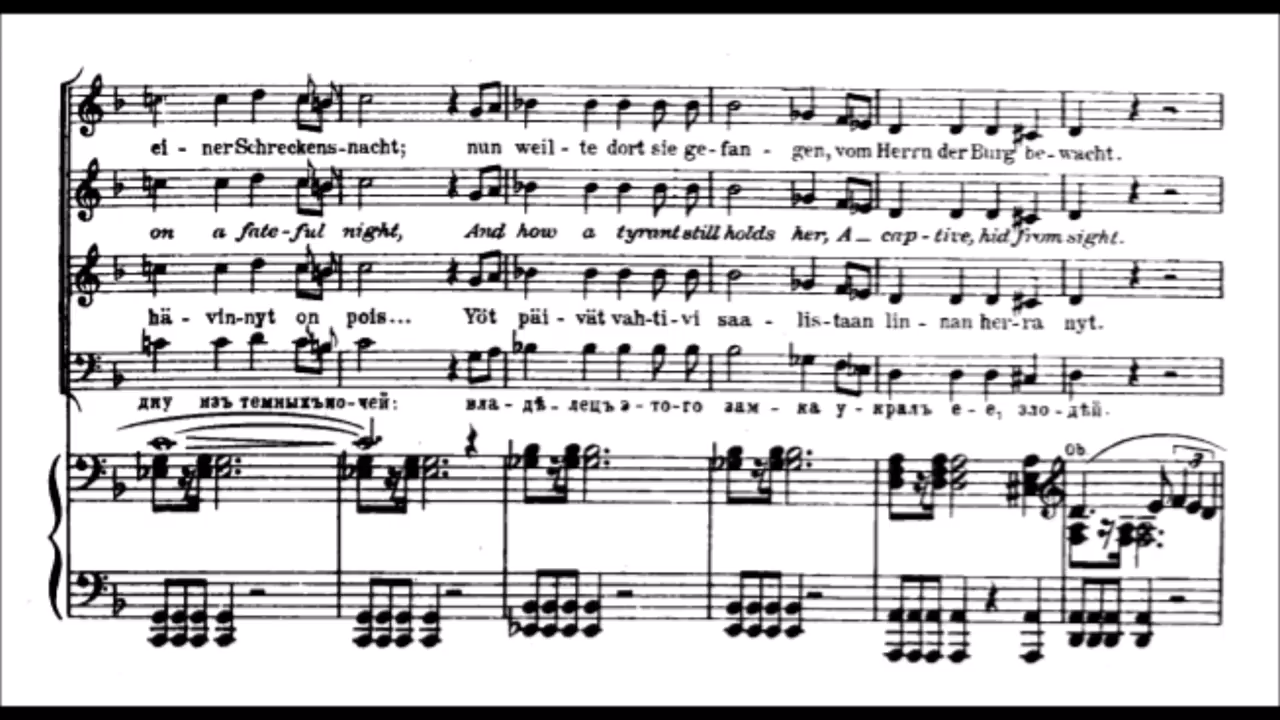 ei - ner Schreckens-nacht; nun weil - te dort sie ge - fan - gen, vom Herrn der Burg be - wacht.
on a fate - ful night, And how a tyrant still holds her, A _ cap - tive, hid from sight.
hä - vin-nyt on pois... Yöt päi - vät vah-ti-vi saa - lis-taan lin - nan her-ra nyt.
дну изъ темныхъ но-чей: вла - дѣ - лецъ э - то-го зам - ка у - кралъ е - е, зло-дѣй.
Ob.
3